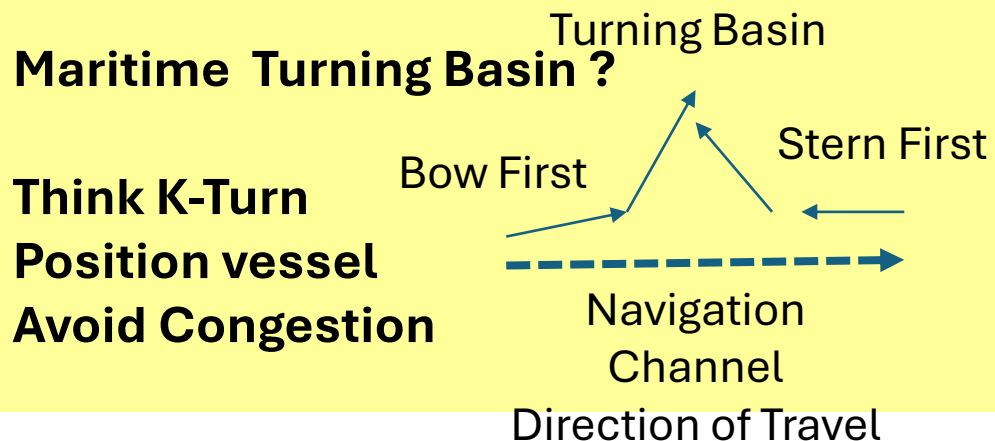 Turning Basin
Maritime  Turning Basin ?
Stern First
Bow First
Think K-Turn
Position vessel
Avoid Congestion
Navigation
Channel
Direction of Travel